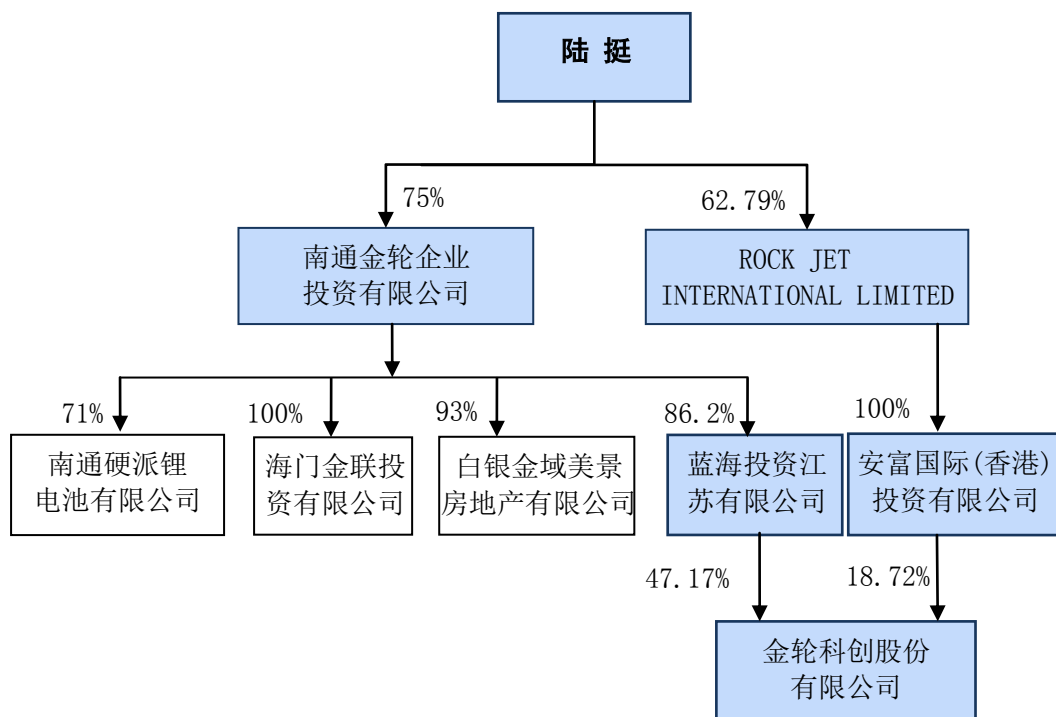 陆 挺
75%
62.79%
南通金轮企业
投资有限公司
ROCK JET
INTERNATIONAL LIMITED
71%
100%
93%
86.2%
100%
南通硬派锂
电池有限公司
海门金联投
资有限公司
白银金域美景
房地产有限公司
蓝海投资江
苏有限公司
安富国际(香港)
投资有限公司
47.17%
18.72%
金轮科创股份
有限公司